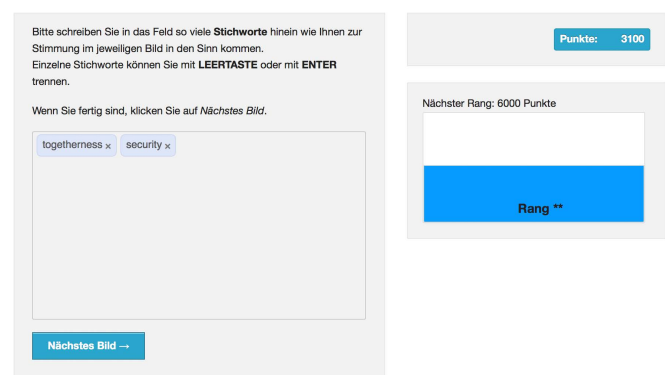 Bitte schreiben Sie in das Feld so viele Stichworte hinein wie Ihnen zur
Stimmung im jeweiligen Bild in den Sinn kommen.
Einzelne Stichworte können Sie mit LEERTASTE oder mit ENTER
trennen.
Wenn Sie fertig sind, klicken Sie auf Nächstes Bild.
togetherness x security x
Nächstes Bild →
Punkte: 3100
Nächster Rang: 6000 Punkte
Rang **